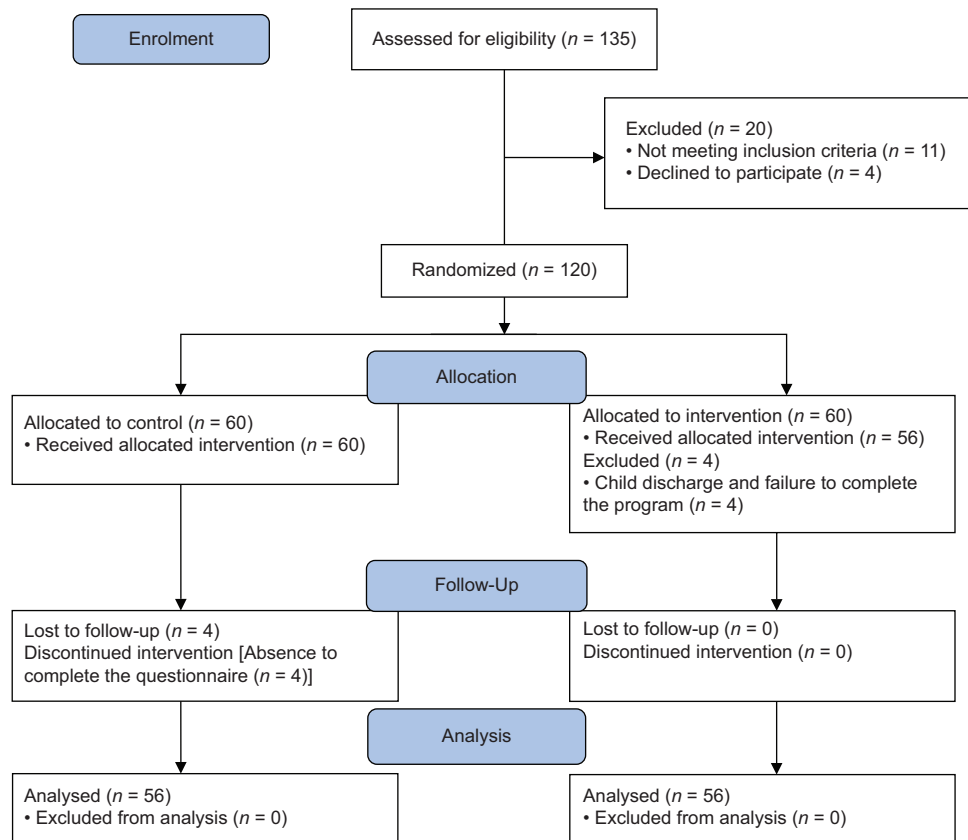 Enrolment
Assessed for eligibility (n = 135)
Excluded (n = 20)
• Not meeting inclusion criteria (n = 11)
• Declined to participate (n = 4)
Randomized (n = 120)
Allocation
Allocated to control (n = 60)
• Received allocated intervention (n = 60)
Allocated to intervention (n = 60)
• Received allocated intervention (n = 56)
Excluded (n = 4)
• Child discharge and failure to complete
the program (n = 4)
Follow-Up
Lost to follow-up (n = 4)
Discontinued intervention [Absence to
complete the questionnaire (n = 4)]
Lost to follow-up (n = 0)
Discontinued intervention (n = 0)
Analysis
Analysed (n = 56)
• Excluded from analysis (n = 0)
Analysed (n = 56)
• Excluded from analysis (n = 0)